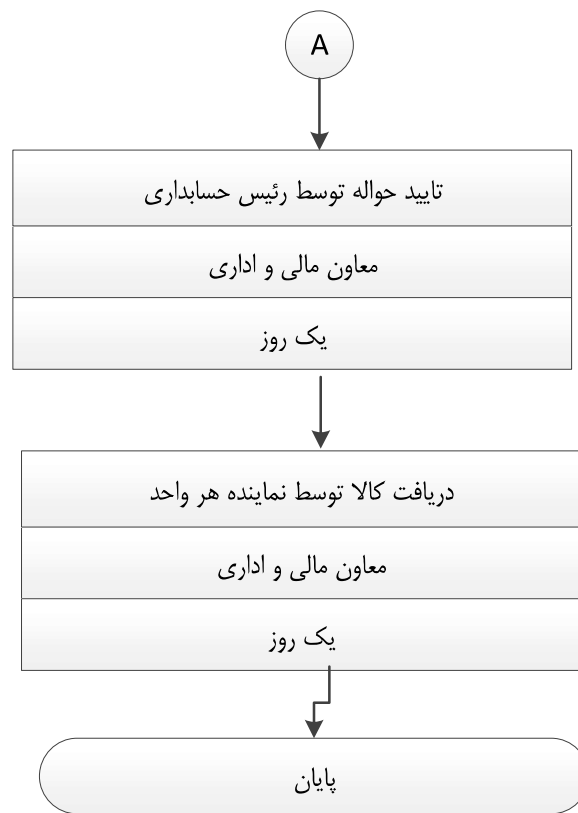 A
تایید حواله توسط رئیس حسابداری
معاون مالی و اداری
یک روز
دریافت کالا توسط نماینده هر واحد
معاون مالی و اداری
یک روز
پایان